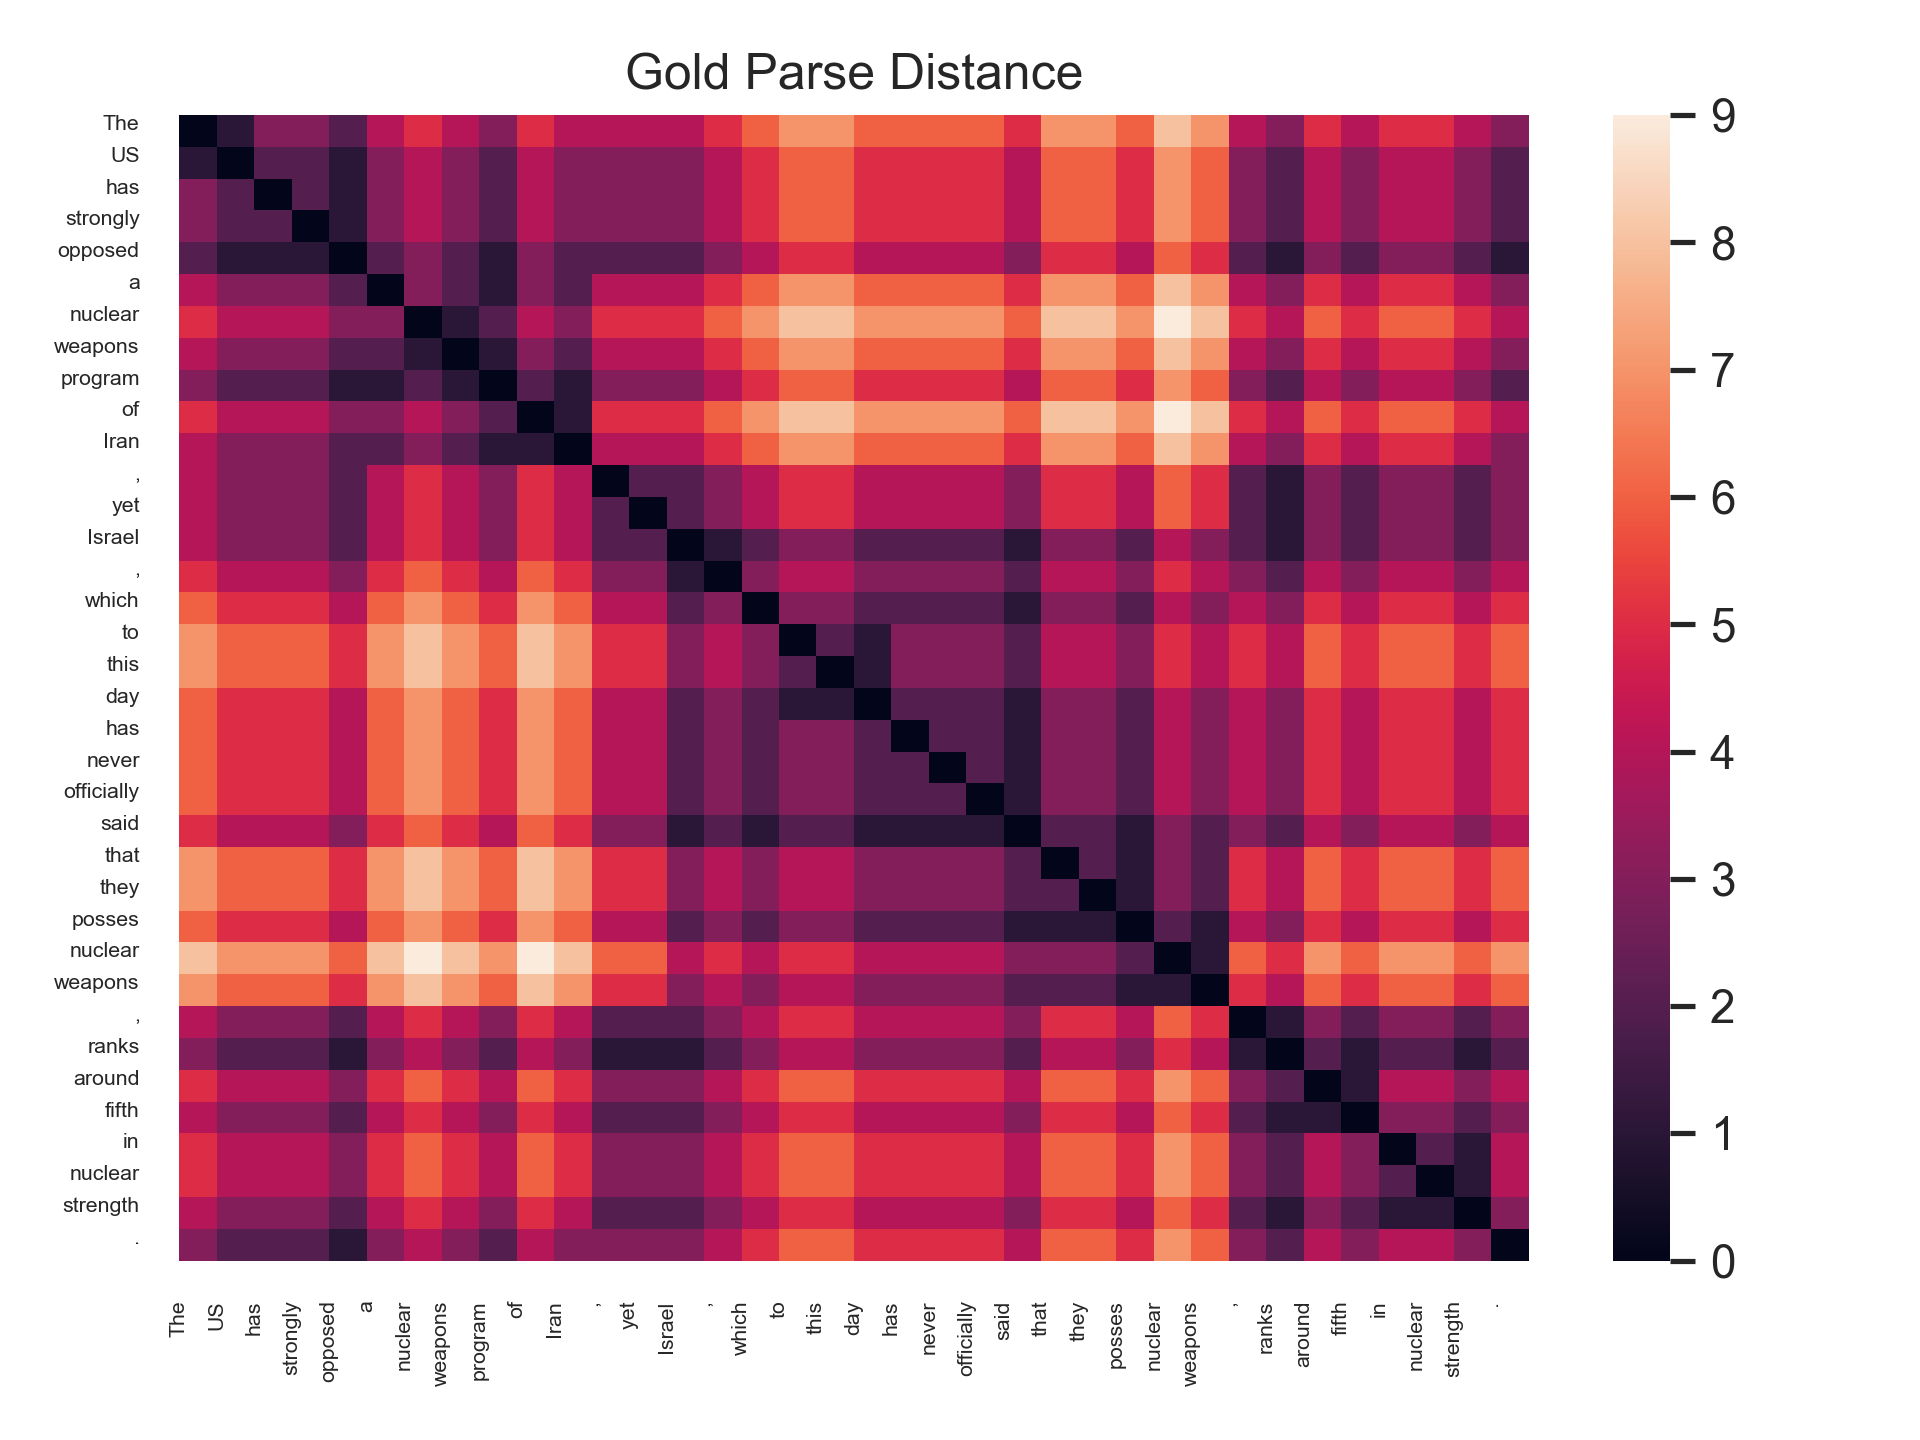 Gold Parse Distance
The
US
has
strongly
opposed
a
nuclear
weapons
program
of
Iran
,
yet
Israel
,
which
to
this
day
has
never
officially
said
that
they
posses
nuclear
weapons
,
ranks
around
fifth
in
nuclear
strength
.
9
8
7
6
5
4
3
2
1
0
The
US
has
strongly
opposed
a
nuclear
weapons
program
of
Iran
,
yet
Israel
,
which
to
this
day
has
never
officially
said
that
they
posses
nuclear
weapons
,
ranks
around
fifth
in
nuclear
strength
.